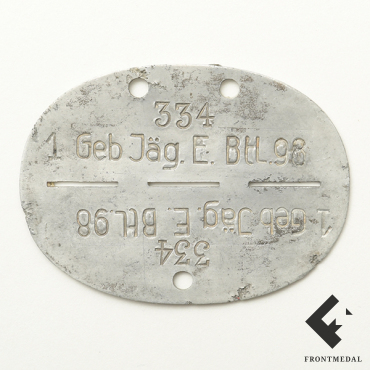 334
1 Geb Jäg. E. Btl. 98
1 Geb Jäg. E. Btl. 98
334
FRONTMEDAL